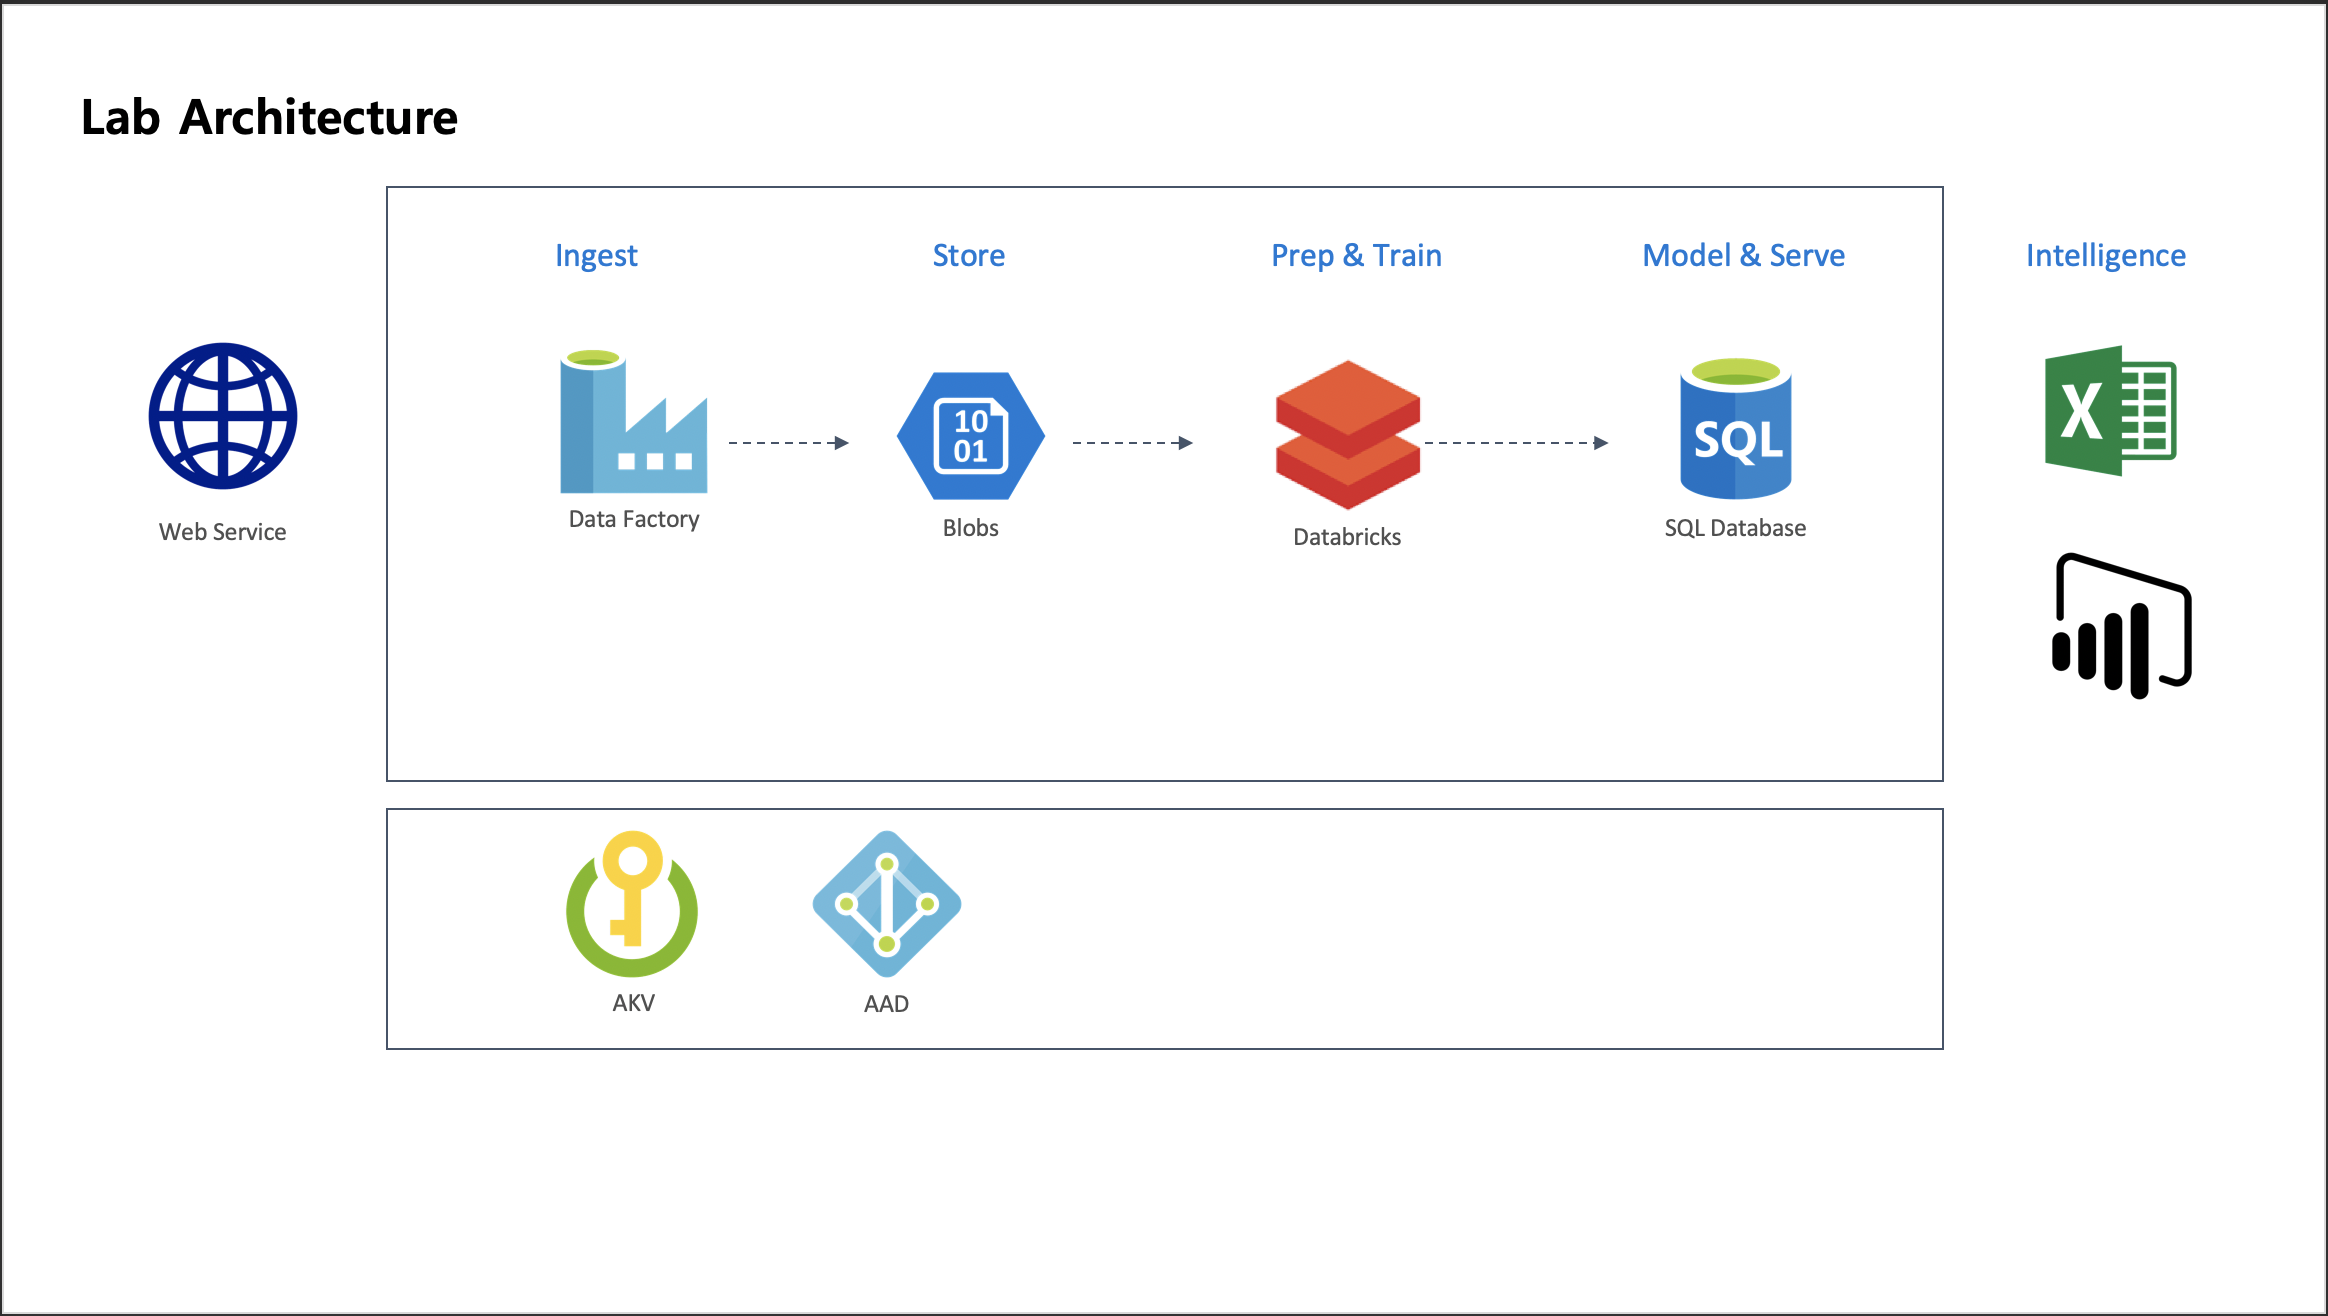 Lab Architecture
Ingest
Store
Prep & Train
Model & Serve
Intelligence
10
01
SQL
X
Web Service
Data Factory
Blobs
Databricks
SQL Database
AKV
AAD